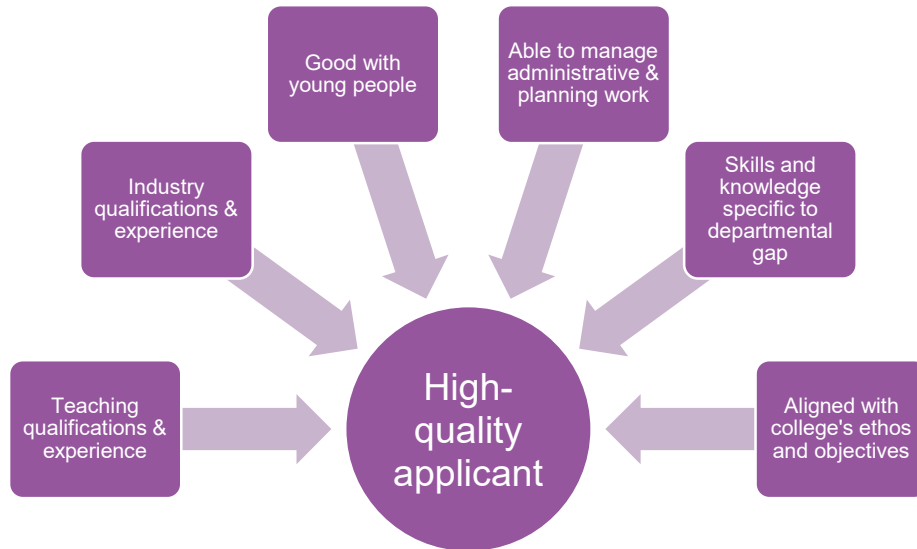 Good with
young people
Able to manage
administrative &
planning work
Industry
qualifications &
experience
Skills and
knowledge
specific to
departmental
gap
Teaching
qualifications &
experience
High-
quality
applicant
Aligned with
college's ethos
and objectives